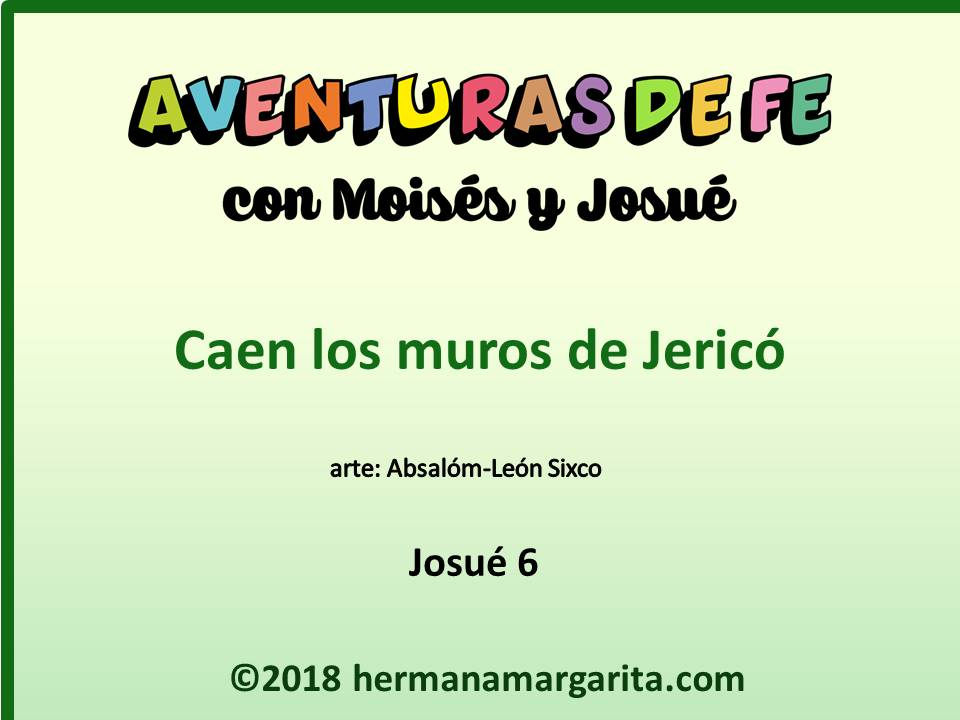 AVENTURAS DE FE
con Moisés y Josué
Caen los muros de Jericó
arte: Absalóm-León Sixco
Josué 6
©2018 hermanamargarita.com